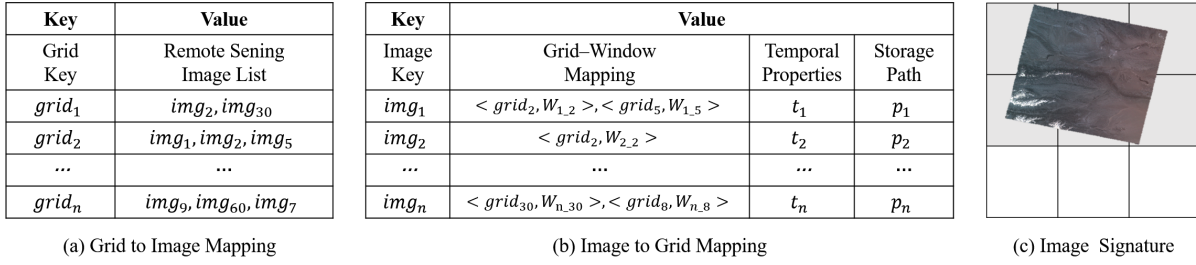 Key Value
Grid Key Remote Sening Image List
grid₁ img₂, img₃₀
grid₂ img₁, img₂, img₅
... ...
gridₙ img₉, img₆₀, img₇
(a) Grid to Image Mapping
Key Value
Image Key Grid–Window Mapping Temporal Properties Storage Path
img₁ < grid₂, W₁_₂ >, < grid₅, W₁_₅ > t₁ p₁
img₂ < grid₂, W₂_₂ > t₂ p₂
... ... ... ...
imgₙ < grid₃₀, Wₙ_₃₀ >, < grid₈, Wₙ_₈ > tₙ pₙ
(b) Image to Grid Mapping
(c) Image Signature